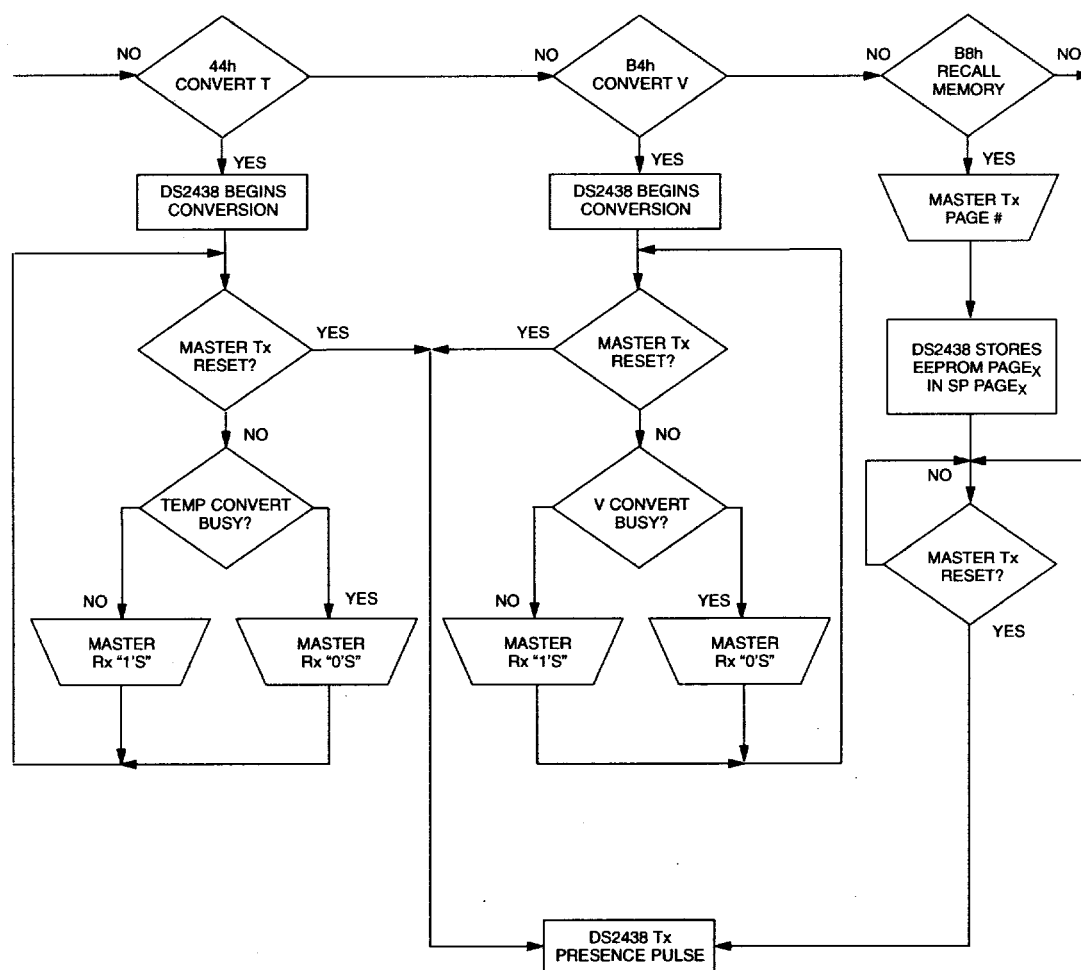 NO
44h
CONVERT T
NO
B4h
CONVERT V
NO
B8h
RECALL
MEMORY
NO
YES
YES
YES
DS2438 BEGINS
CONVERSION
DS2438 BEGINS
CONVERSION
MASTER Tx
PAGE #
MASTER Tx
RESET?
YES
YES
MASTER Tx
RESET?
DS2438 STORES
EEPROM PAGEX
IN SP PAGEX
NO
NO
NO
TEMP CONVERT
BUSY?
V CONVERT
BUSY?
MASTER Tx
RESET?
NO
YES
NO
YES
YES
MASTER
Rx "1'S"
MASTER
Rx "0'S"
MASTER
Rx "1'S"
MASTER
Rx "0'S"
DS2438 Tx
PRESENCE PULSE